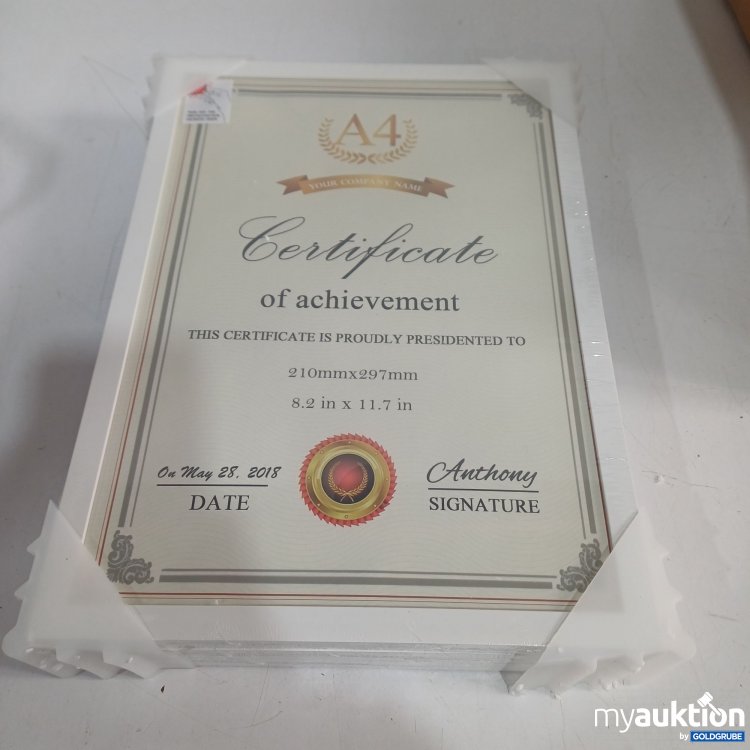 A4
YOUR COMPANY NAME
Certificate
of achievement
THIS CERTIFICATE IS PROUDLY PRESIDENTED TO
210mmx297mm
8.2 in x 11.7 in
On May 28, 2018
DATE
Anthony
SIGNATURE
myauktion
by GOLDGRUBE